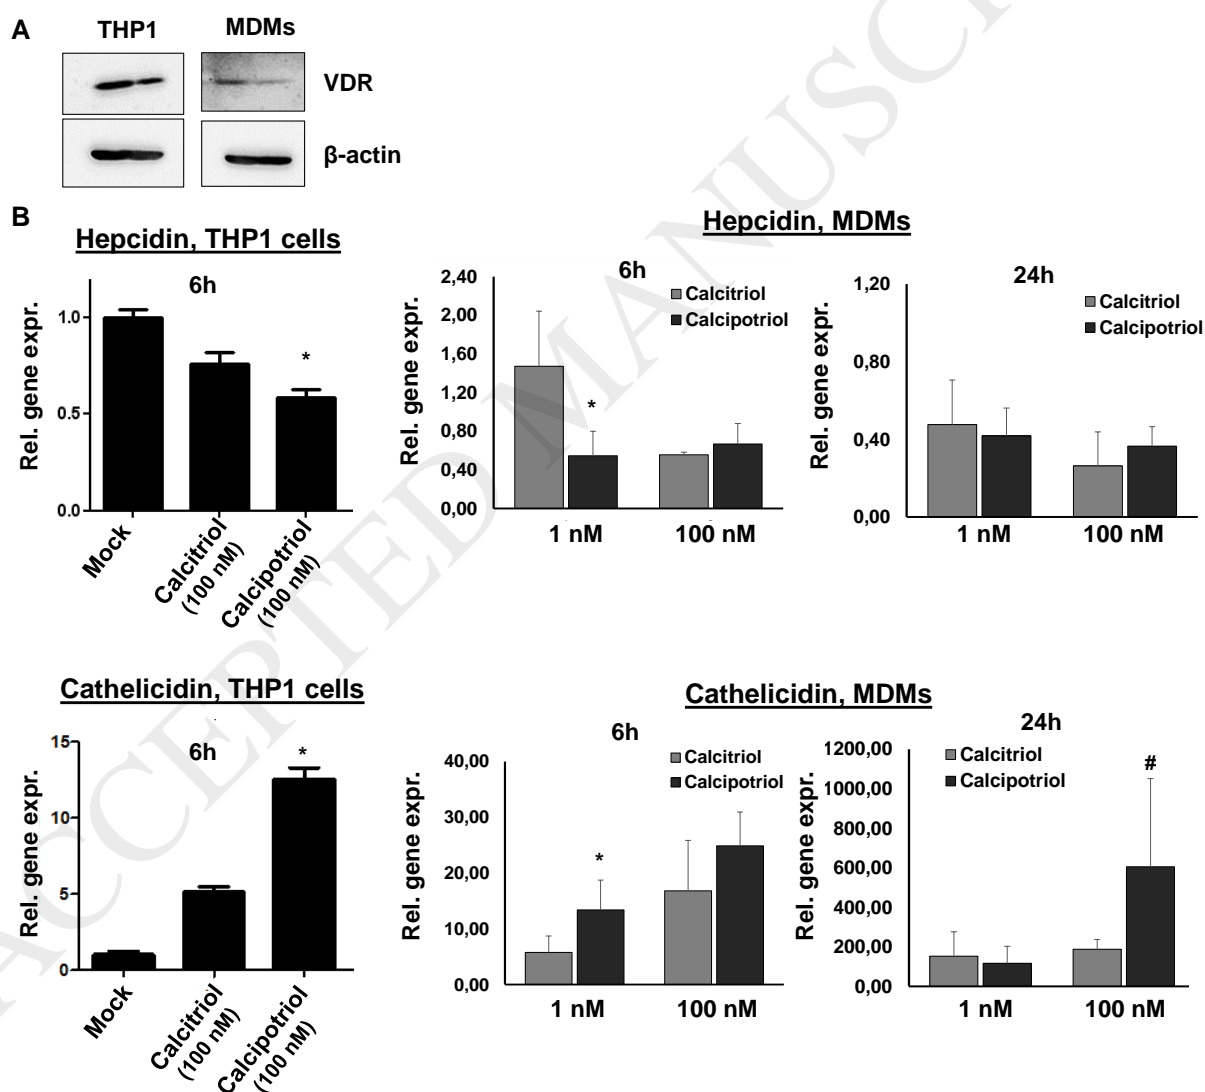 A
THP1
MDMs
VDR
β-actin
B
Hepcidin, THP1 cells
6h
Rel. gene expr.
1.0
0.5
0.0
Mock
Calcitriol
(100 nM)
*
Calcipotriol
(100 nM)
Hepcidin, MDMs
6h
Calcitriol
Calcipotriol
Rel. gene expr.
2,40
2,00
1,60
1,20
0,80
0,40
0,00
*
1 nM
100 nM
24h
Calcitriol
Calcipotriol
Rel. gene expr.
1,20
0,80
0,40
0,00
1 nM
100 nM
Cathelicidin, THP1 cells
6h
Rel. gene expr.
15
10
5
0
*
Mock
Calcitriol
(100 nM)
Calcipotriol
(100 nM)
Cathelicidin, MDMs
6h
Calcitriol
Calcipotriol
Rel. gene expr.
40,00
30,00
20,00
10,00
0,00
*
1 nM
100 nM
24h
Calcitriol
Calcipotriol
Rel. gene expr.
1200,00
1000,00
800,00
600,00
400,00
200,00
0,00
#
1 nM
100 nM
ACCEPTED MANUSC